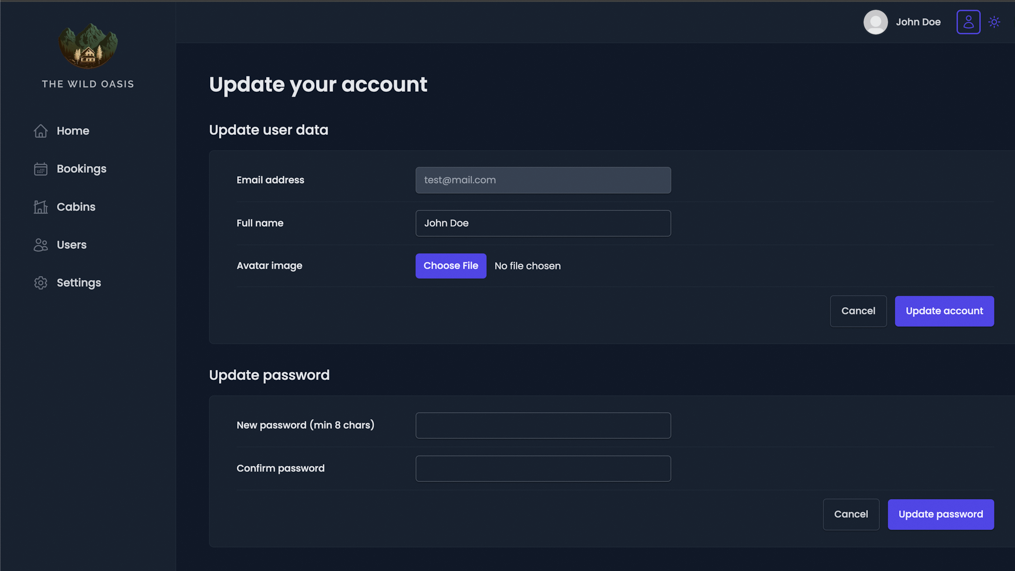 John Doe
THE WILD OASIS
Home
Bookings
Cabins
Users
Settings
Update your account
Update user data
Email address
test@mail.com
Full name
John Doe
Avatar image
Choose File No file chosen
Cancel
Update account
Update password
New password (min 8 chars)
Confirm password
Cancel
Update password